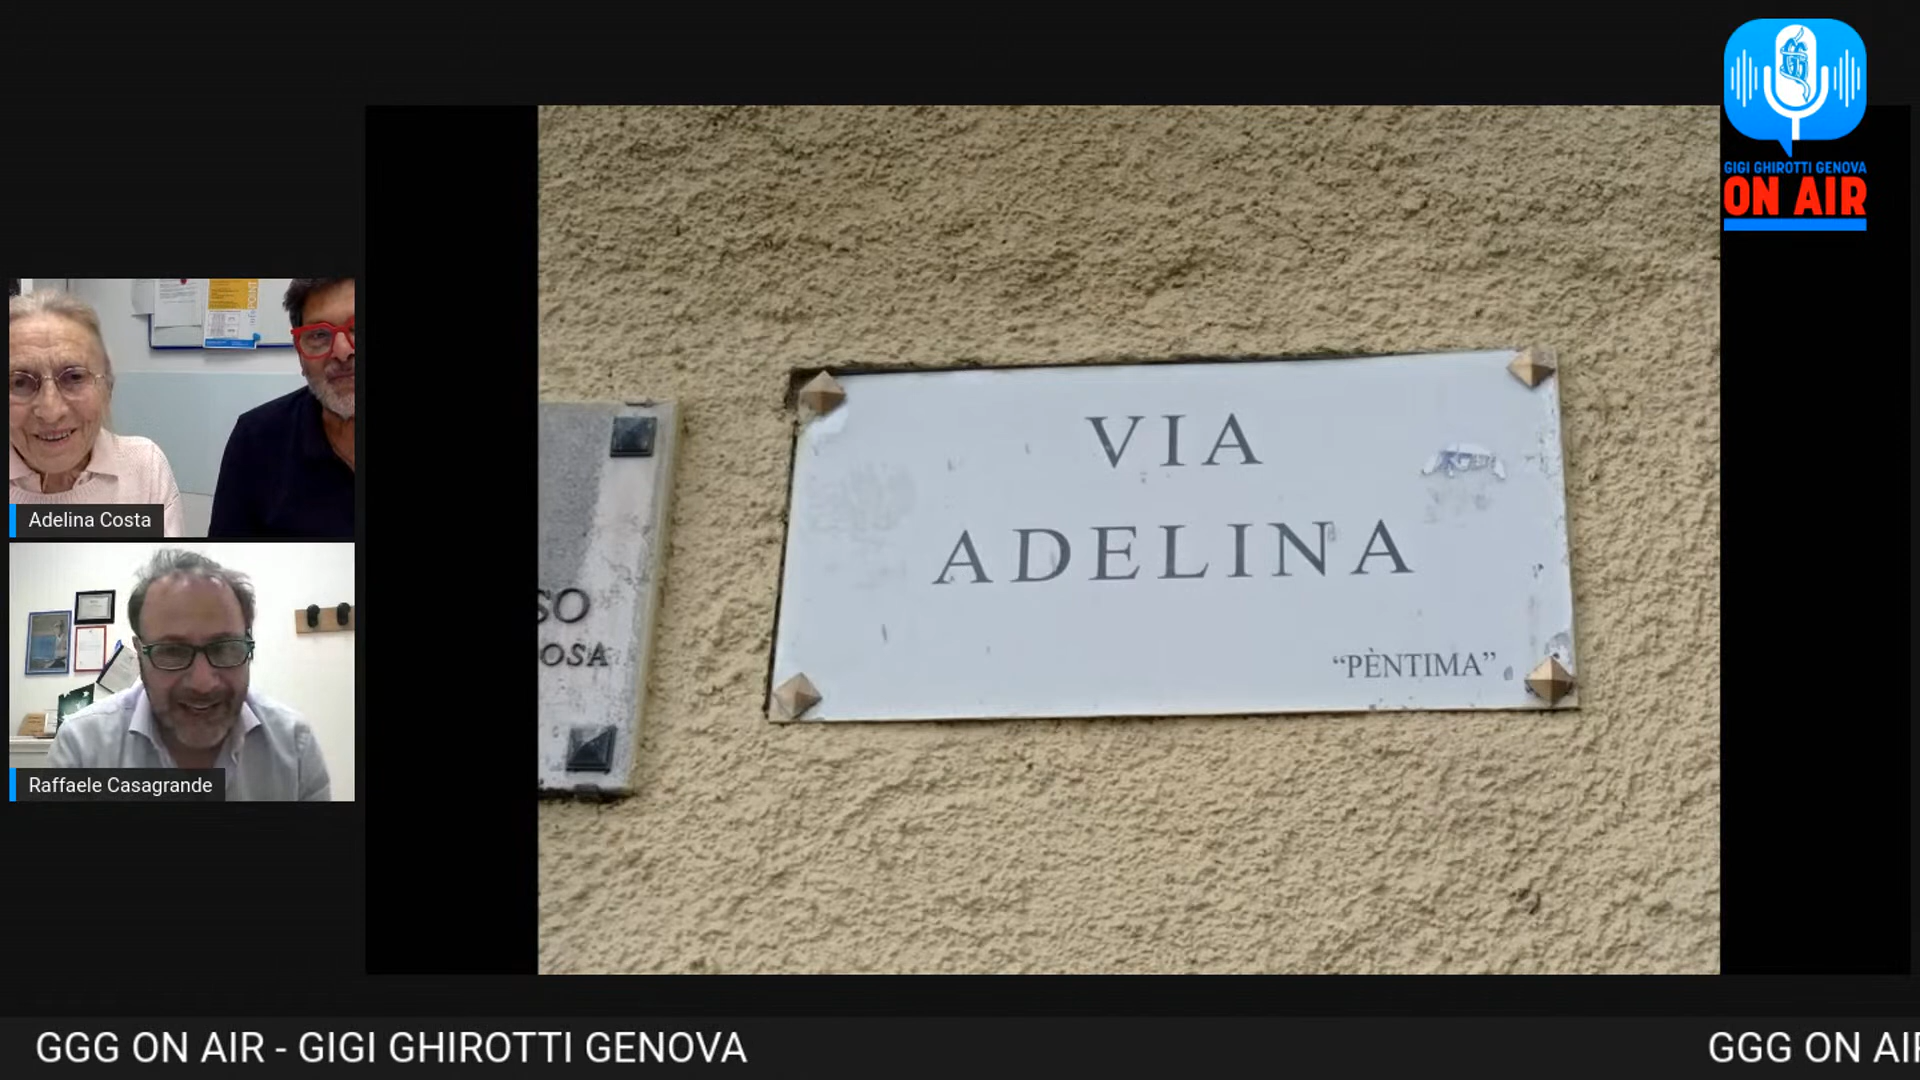 GIGI GHIROTTI GENOVA
ON AIR
Adelina Costa
Raffaele Casagrande
SO
OSA
VIA
ADELINA
“PÈNTIMA”
GGG ON AIR - GIGI GHIROTTI GENOVA
GGG ON AIR